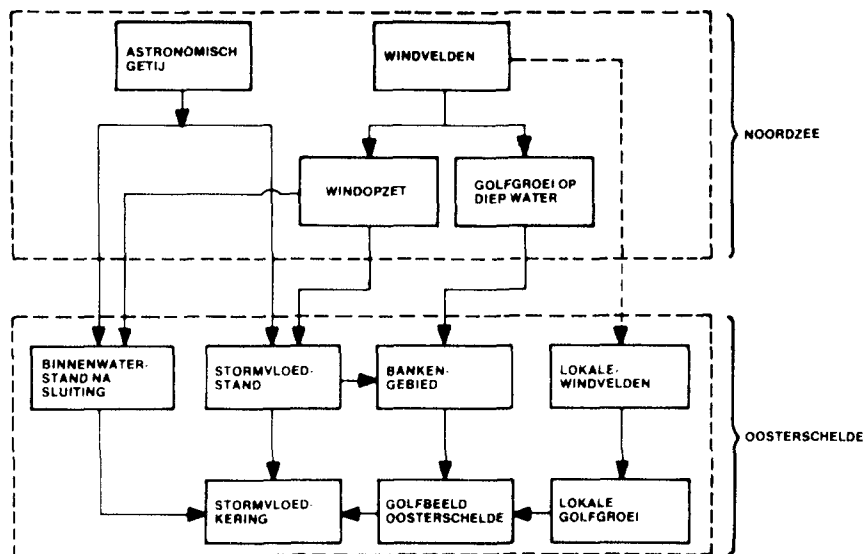 ASTRONOMISCH
GETIJ
WINDVELDEN
NOORDZEE
WINDOPZET
GOLFGROEI OP
DIEP WATER
BINNENWATER-
STAND NA
SLUITING
STORMVLOED-
STAND
BANKEN-
GEBIED
LOKALE-
WINDVELDEN
OOSTERSCHELDE
STORMVLOED-
KERING
GOLFBEELD
OOSTERSCHELDE
LOKALE
GOLFGROEI